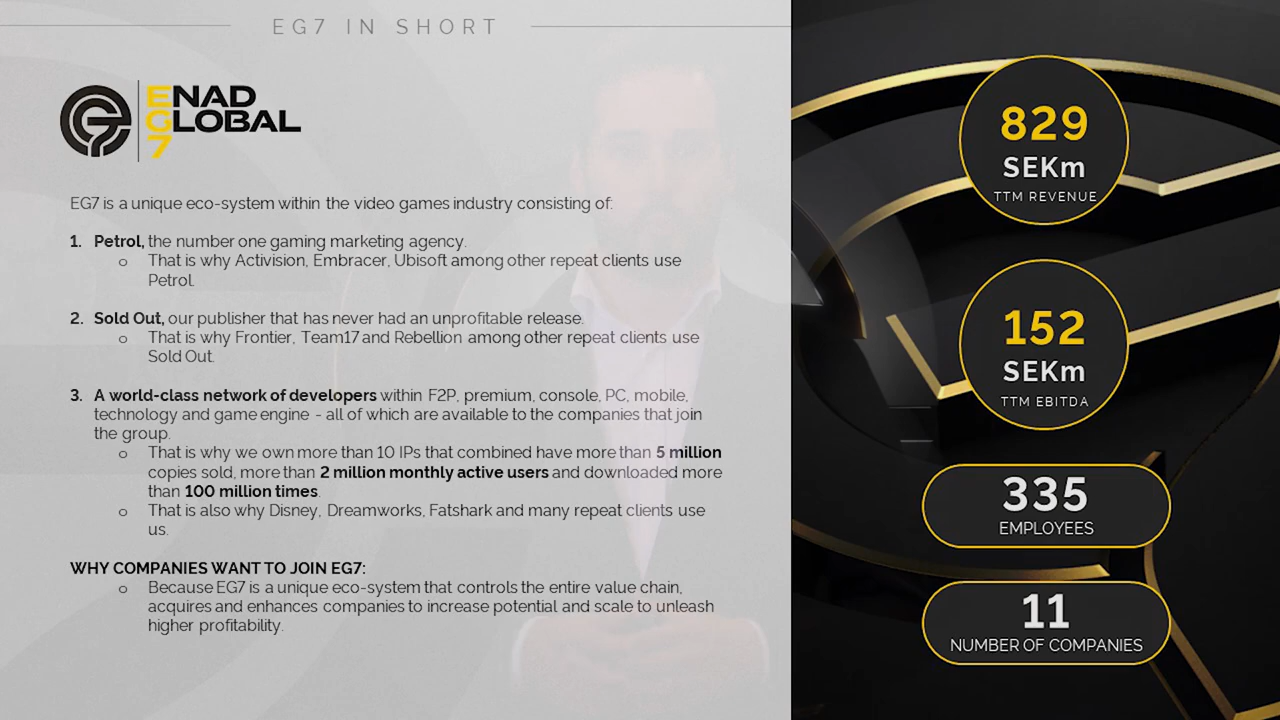 EG7 IN SHORT
ENAD
GLOBAL
7
EG7 is a unique eco-system within the video games industry consisting of:
1. Petrol, the number one gaming marketing agency.
o That is why Activision, Embracer, Ubisoft among other repeat clients use
Petrol.
2. Sold Out, our publisher that has never had an unprofitable release.
o That is why Frontier, Team17 and Rebellion among other repeat clients use
Sold Out.
3. A world-class network of developers within F2P, premium, console, PC, mobile,
technology and game engine - all of which are available to the companies that join
the group.
o That is why we own more than 10 IPs that combined have more than 5 million
copies sold, more than 2 million monthly active users and downloaded more
than 100 million times.
o That is also why Disney, Dreamworks, Fatshark and many repeat clients use
us.
WHY COMPANIES WANT TO JOIN EG7:
o Because EG7 is a unique eco-system that controls the entire value chain,
acquires and enhances companies to increase potential and scale to unleash
higher profitability.
829
SEKm
TTM REVENUE
152
SEKm
TTM EBITDA
335
EMPLOYEES
11
NUMBER OF COMPANIES